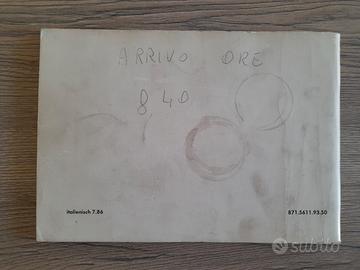 ARRIVO ORE
8,40
italienisch 7.86
871.5611.93.50
subito